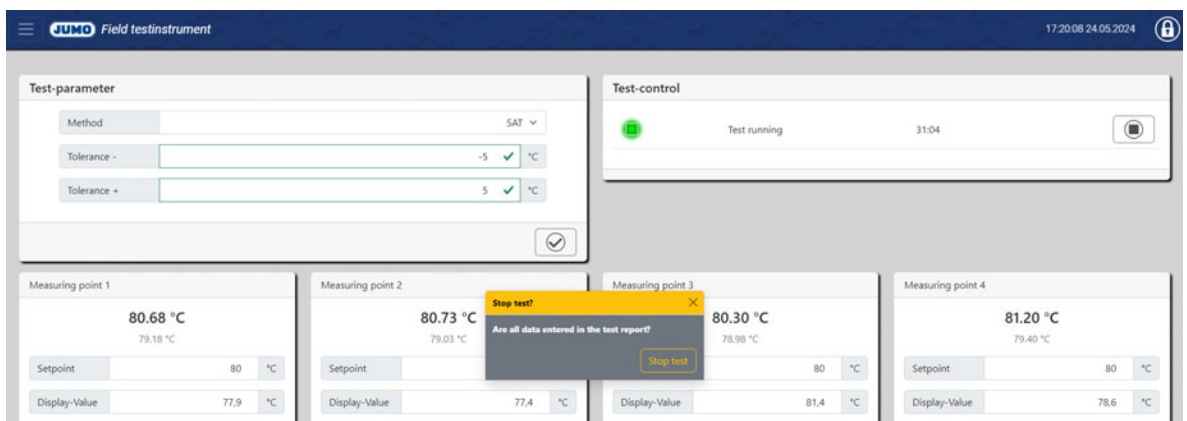 JUMO Field testinstrument
17:20:08 24.05.2024
Test-parameter
Method SAT
Tolerance - -5 °C
Tolerance + 5 °C
Test-control
Test running 31:04
Measuring point 1
80.68 °C
79.18 °C
Setpoint 80 °C
Display-Value 77,9 °C
Measuring point 2
80.73 °C
79.03 °C
Setpoint
Display-Value 77,4 °C
Stop test?
Are all data entered in the test report?
Stop test
Measuring point 3
80.30 °C
78.98 °C
80 °C
Display-Value 81,4 °C
Measuring point 4
81.20 °C
79.40 °C
Setpoint 80 °C
Display-Value 78,6 °C